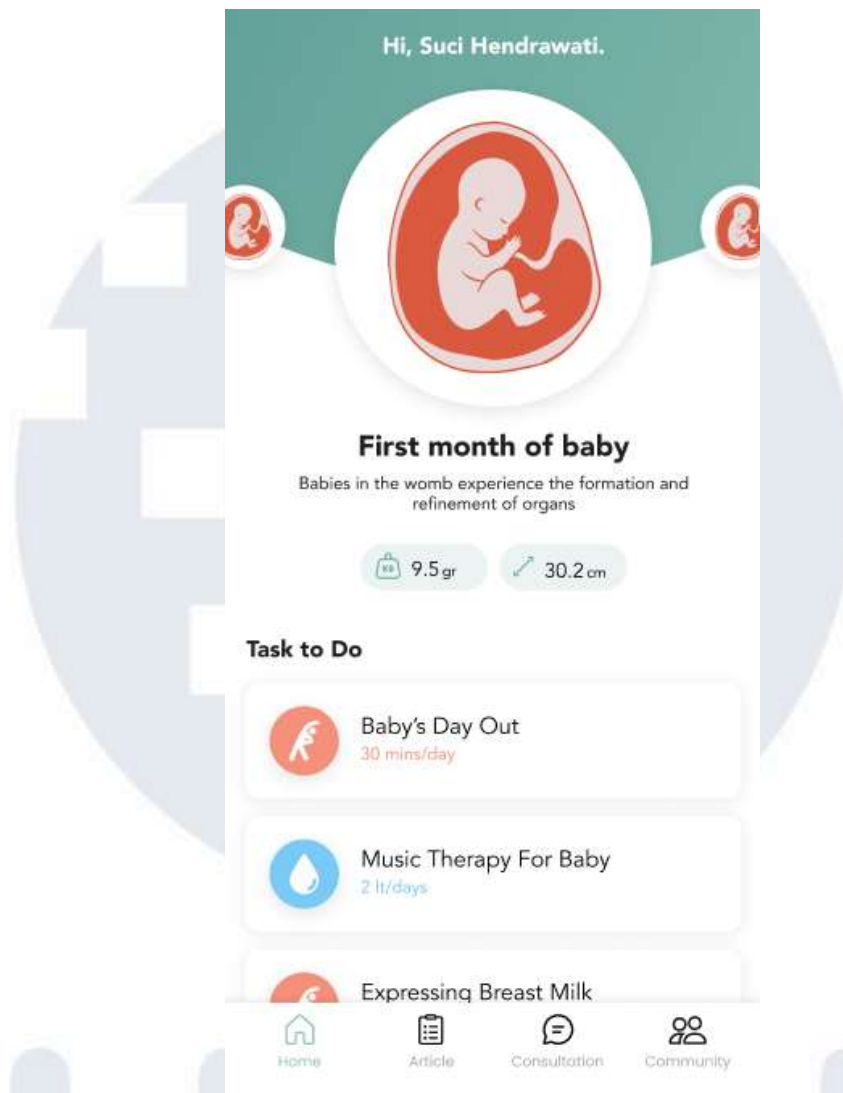 Hi, Suci Hendrawati.
First month of baby
Babies in the womb experience the formation and
refinement of organs
KG 9.5 gr 30.2 cm
Task to Do
Baby's Day Out
30 mins/day
Music Therapy For Baby
2 lt/days
Expressing Breast Milk
Home Article Consultation Community